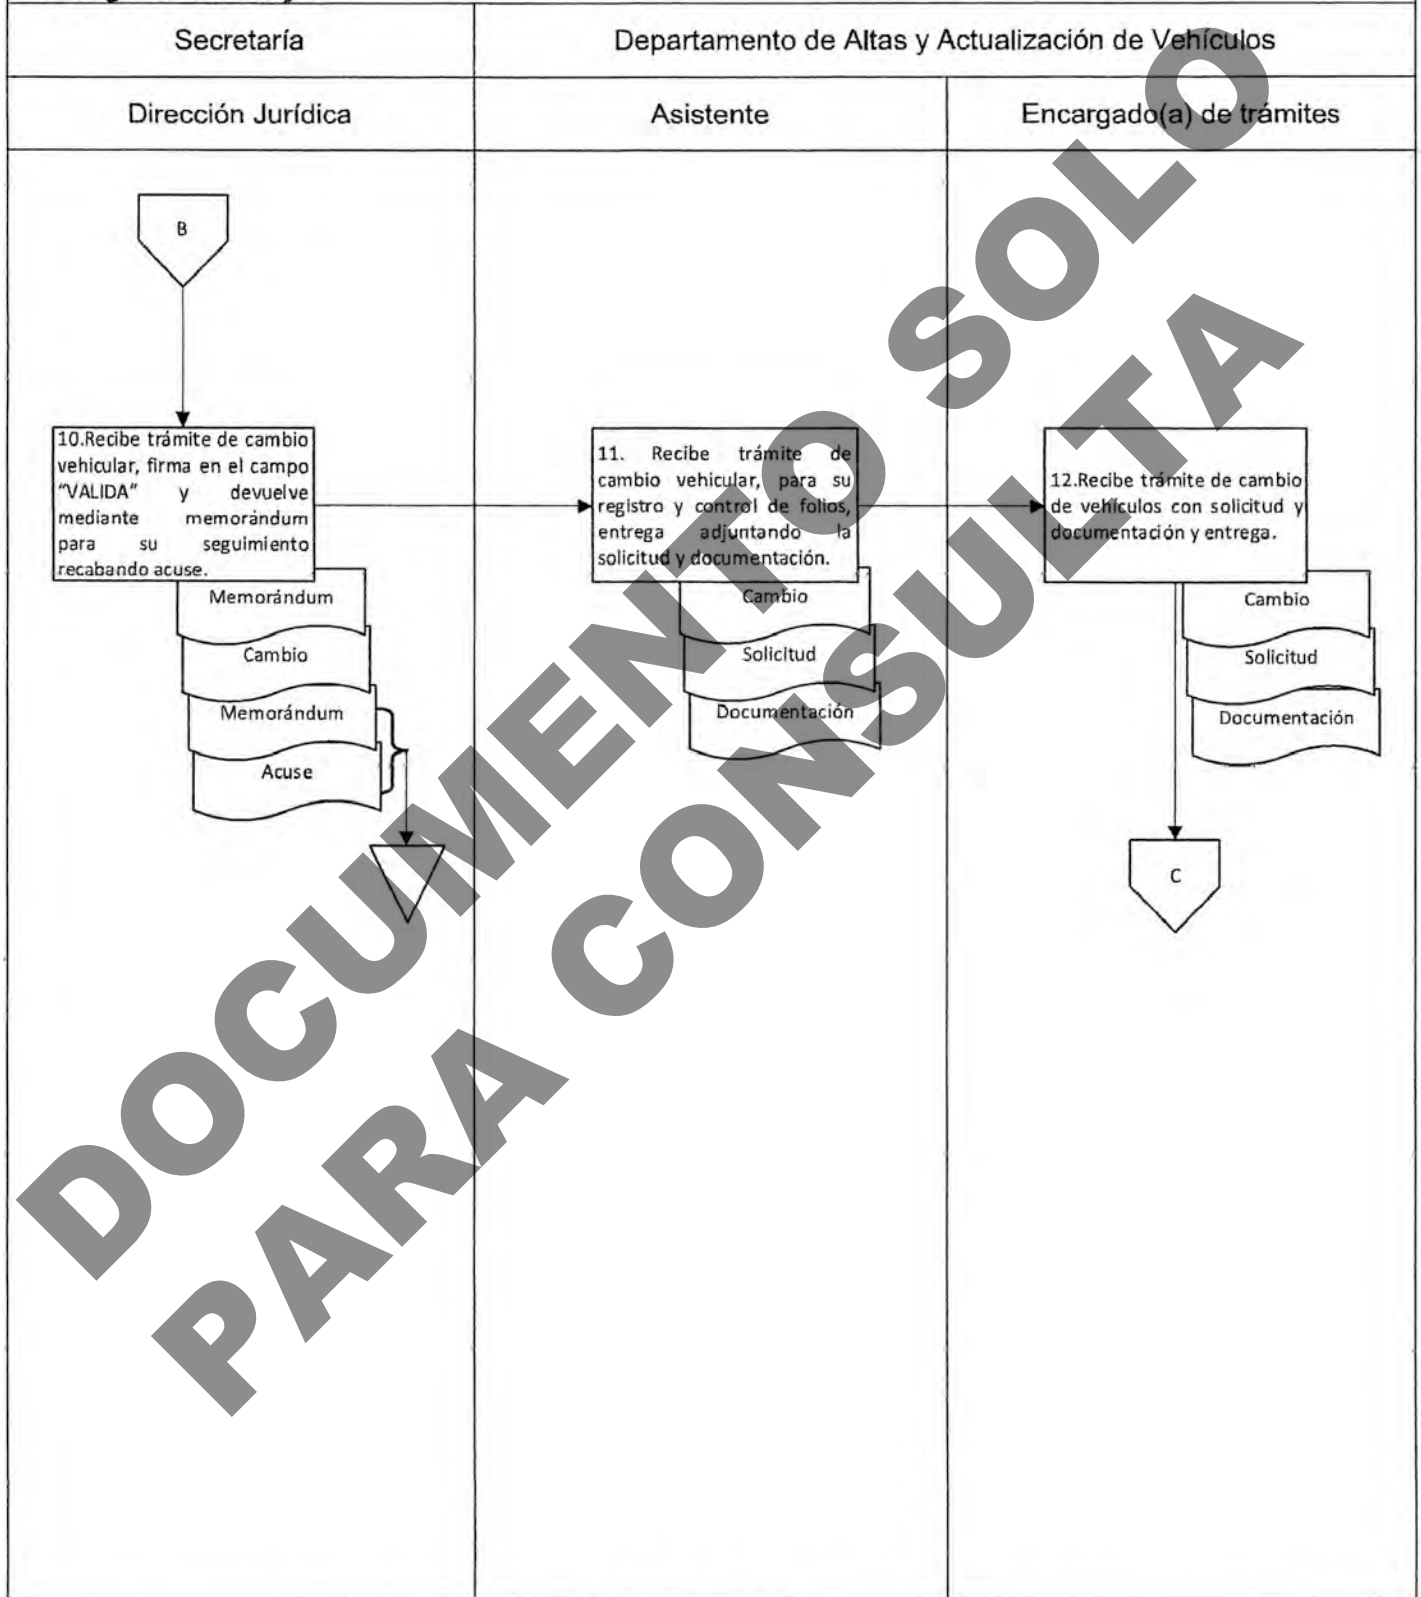 Secretaría
Departamento de Altas y Actualización de Vehículos
Dirección Jurídica
Asistente
Encargado(a) de trámites
B
10.Recibe trámite de cambio
vehicular, firma en el campo
“VALIDA” y devuelve
mediante memorándum
para su seguimiento
recabando acuse.
Memorándum
Cambio
Memorándum
Acuse
11. Recibe trámite de
cambio vehicular, para su
registro y control de folios,
entrega adjuntando la
solicitud y documentación.
Cambio
Solicitud
Documentación
12.Recibe trámite de cambio
de vehículos con solicitud y
documentación y entrega.
Cambio
Solicitud
Documentación
C
DOCUMENTO SOLO
PARA CONSULTA